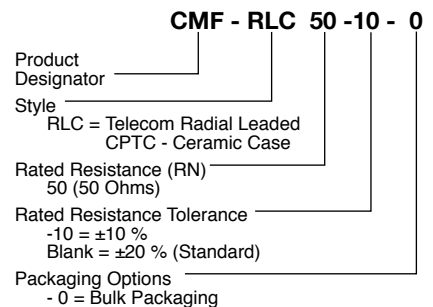 CMF - RLC 50 -10 - 0
Product
Designator
Style
RLC = Telecom Radial Leaded
CPTC - Ceramic Case
Rated Resistance (RN)
50 (50 Ohms)
Rated Resistance Tolerance
-10 = ±10 %
Blank = ±20 % (Standard)
Packaging Options
- 0 = Bulk Packaging